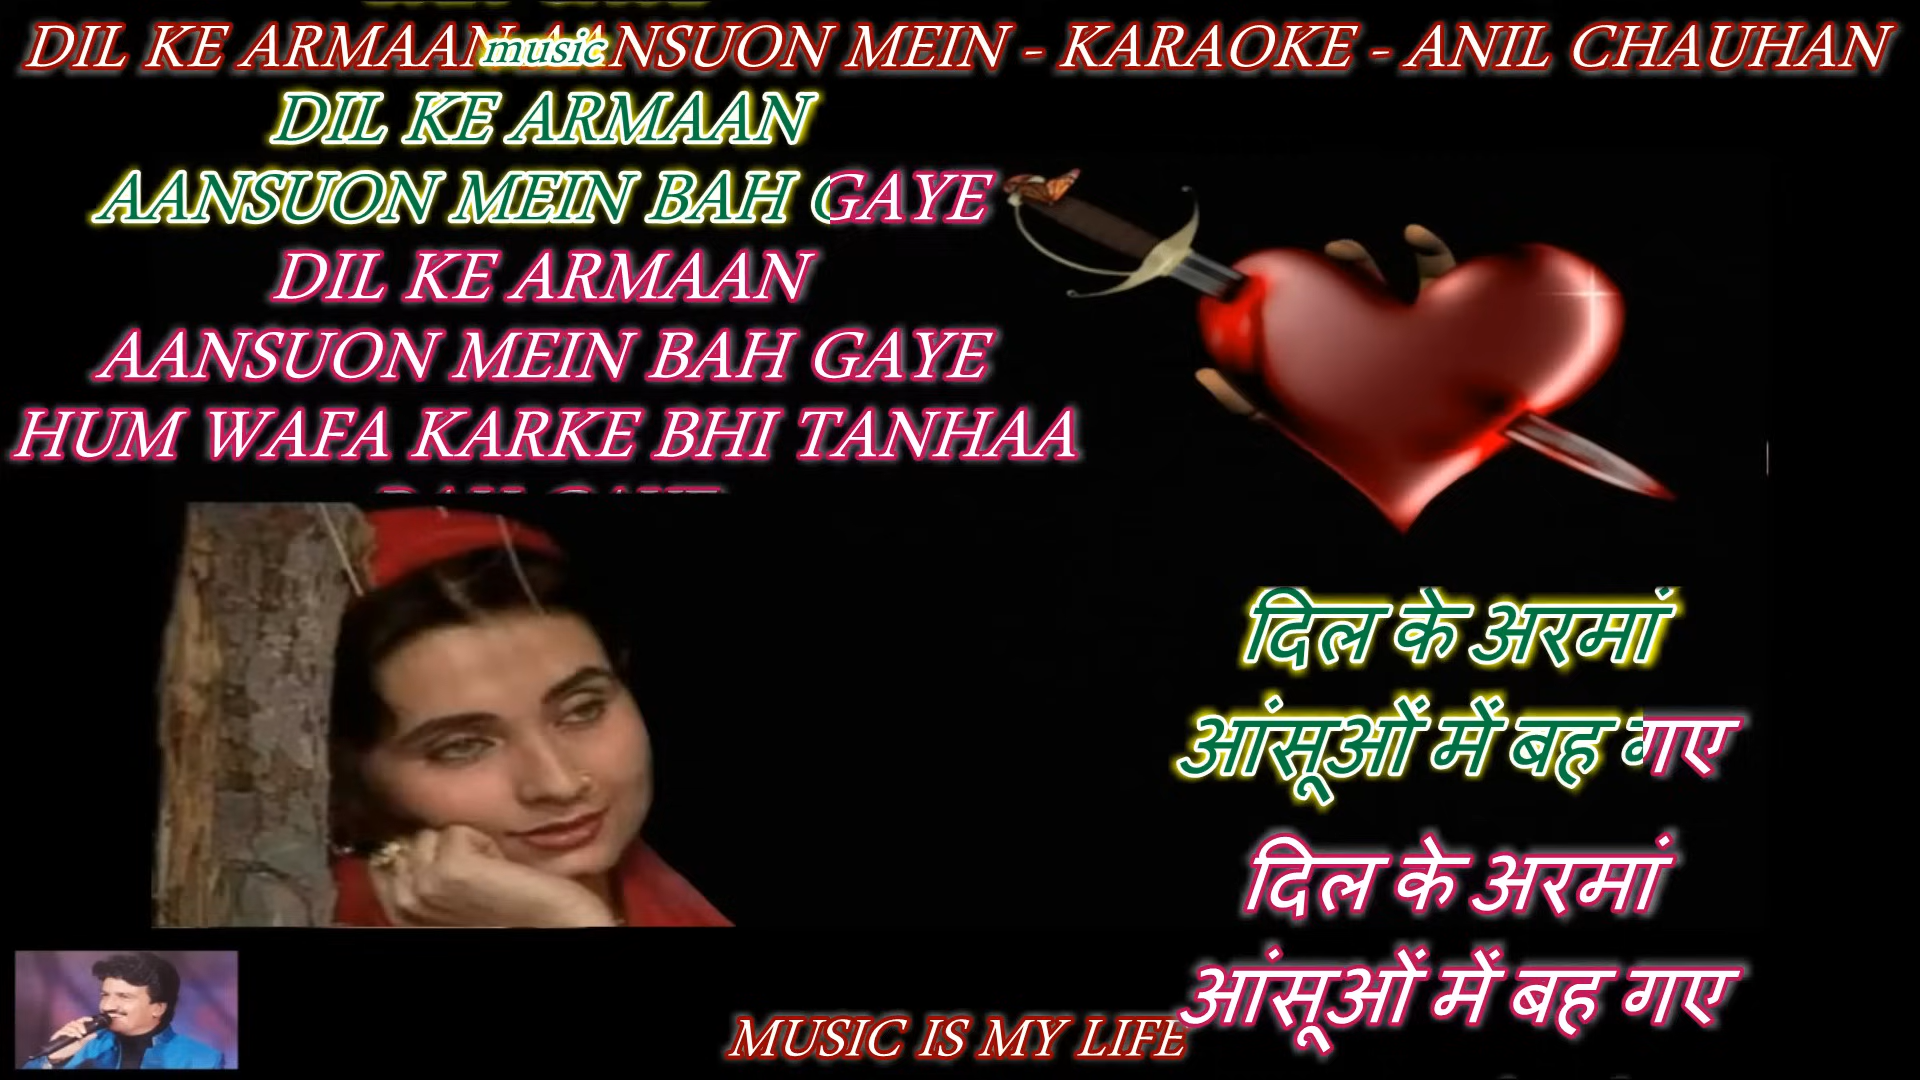 DIL KE ARMAAN AANSUON MEIN - KARAOKE - ANIL CHAUHAN
music
DIL KE ARMAAN
AANSUON MEIN BAH GAYE
DIL KE ARMAAN
AANSUON MEIN BAH GAYE
HUM WAFA KARKE BHI TANHAA
दिल के अरमां
आंसूओं में बह गए
दिल के अरमां
आंसूओं में बह गए
MUSIC IS MY LIFE